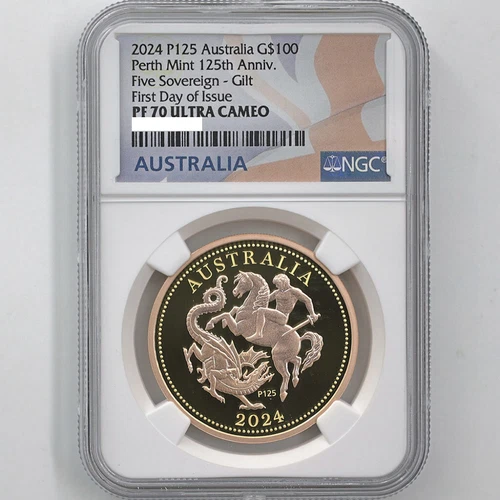 2024 P125 Australia G$100
Perth Mint 125th Anniv.
Five Sovereign - Gilt
First Day of Issue
PF 70 ULTRA CAMEO
AUSTRALIA
NGC®
AUSTRALIA
P125
2024